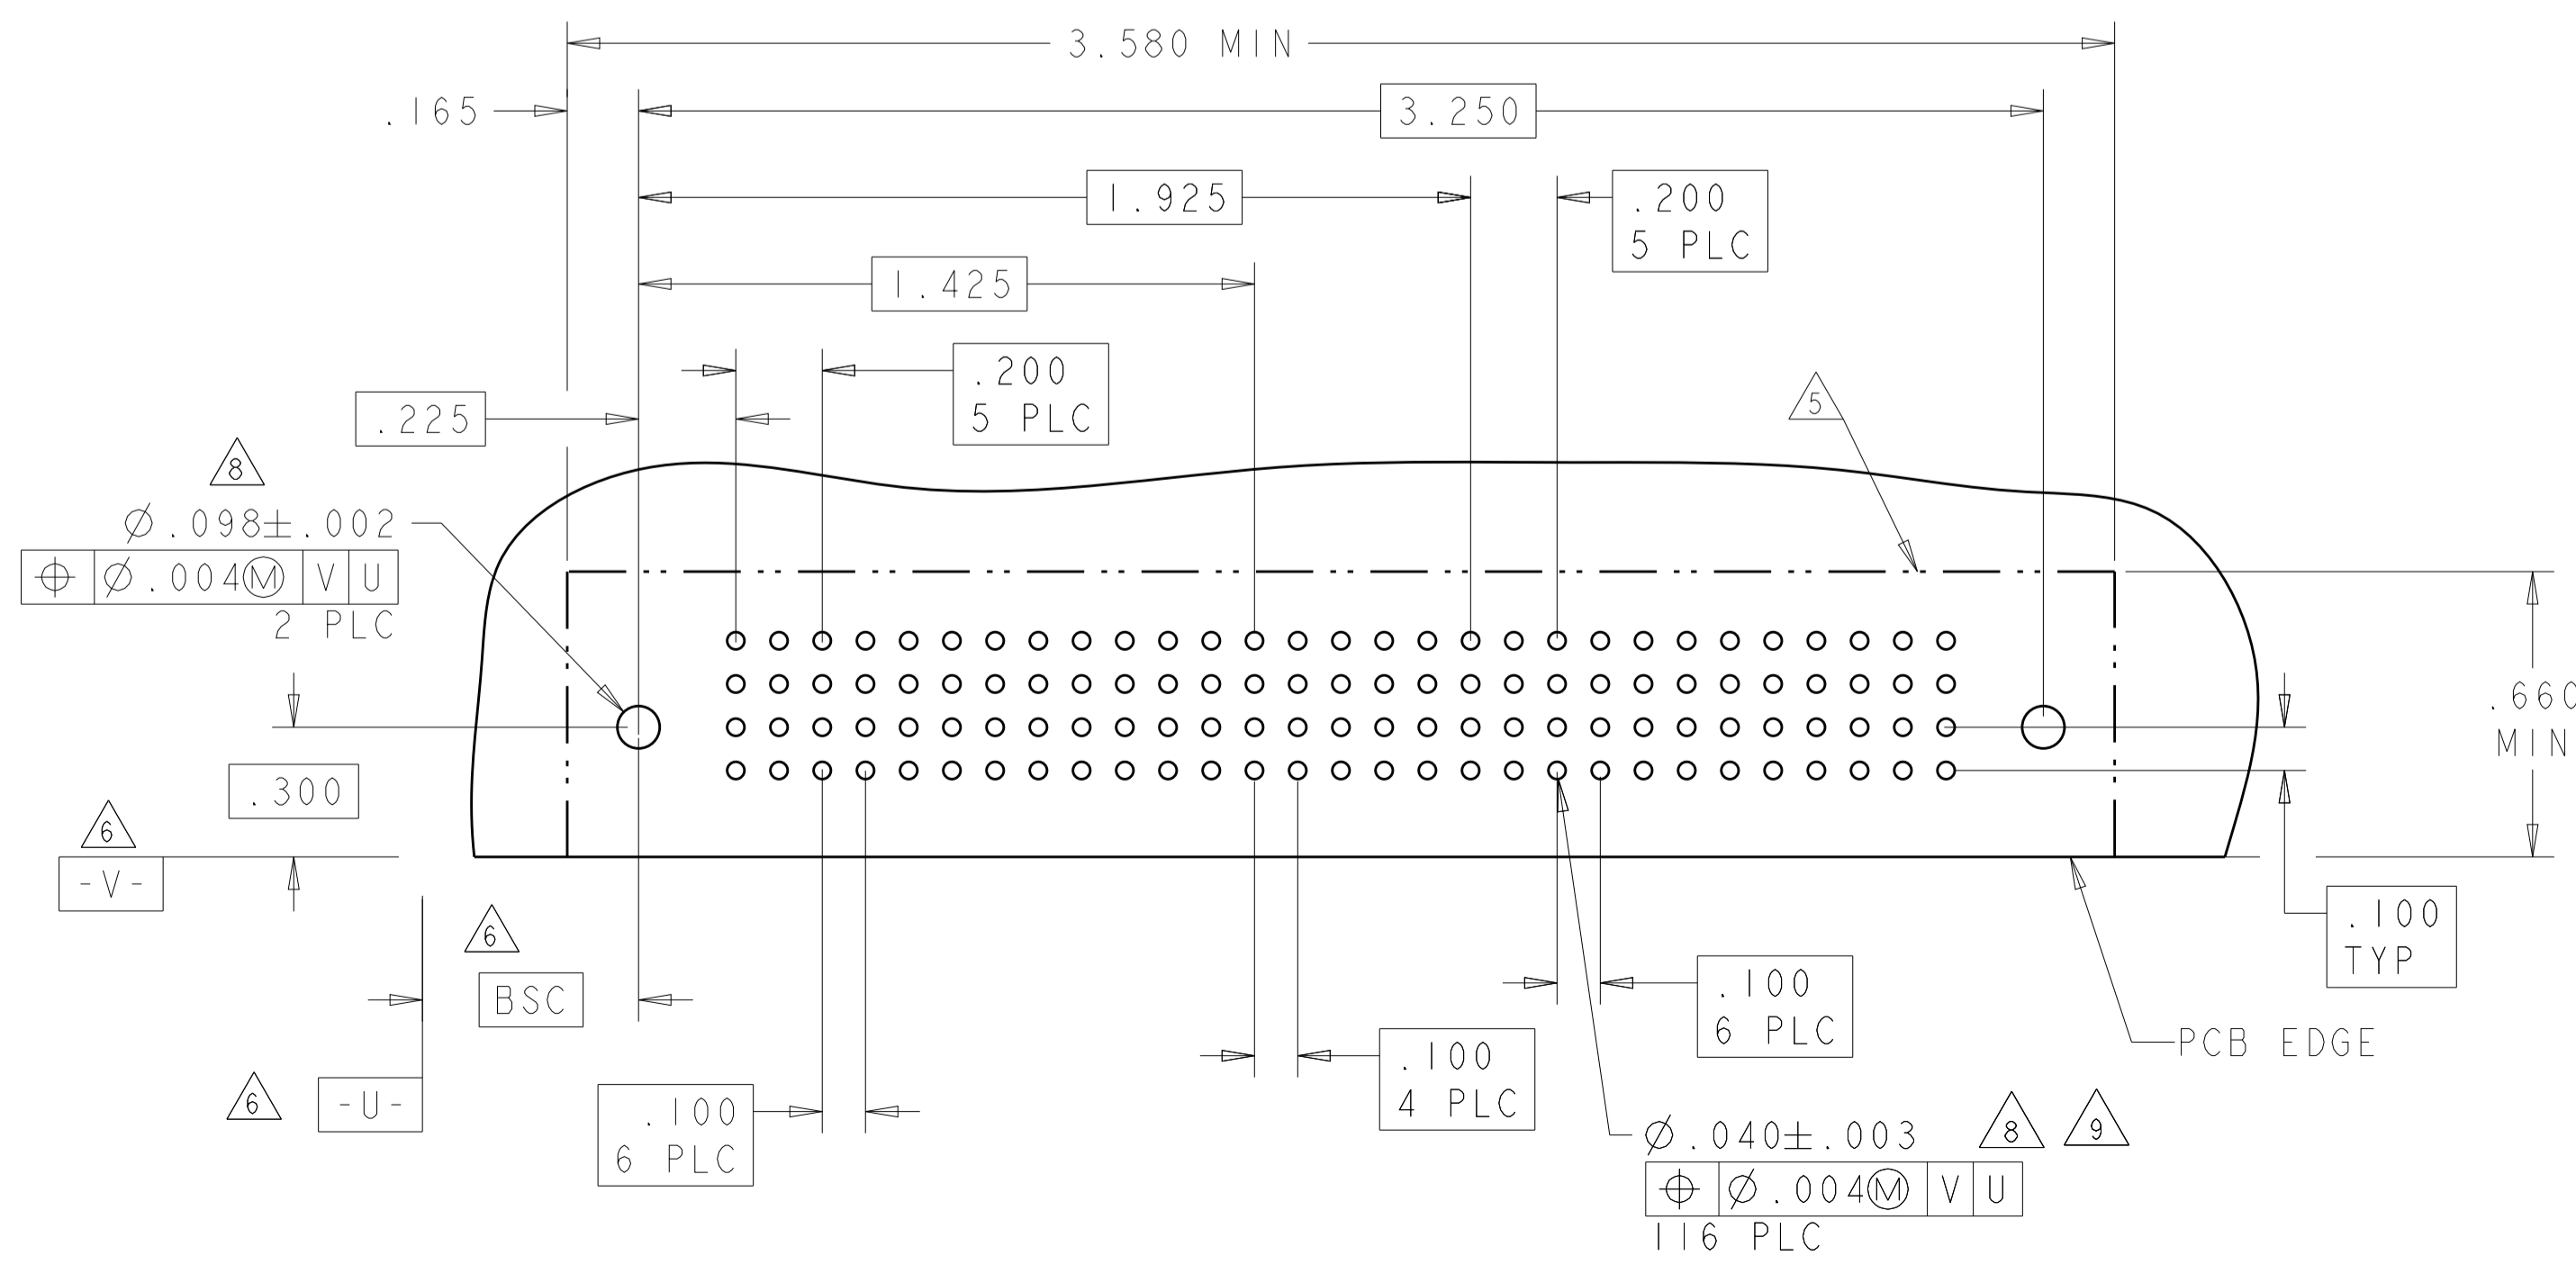 3.580 MIN
.165
3.250
1.925
.200
5 PLC
1.425
.200
5 PLC
.225
5
8
⌀.098±.002
⌖ ⌀.004Ⓜ V U
2 PLC
.660
MIN
.300
6
-V-
6
BSC
.100
TYP
.100
6 PLC
.100
4 PLC
PCB EDGE
6
-U-
.100
6 PLC
⌀.040±.003
8
9
⌖ ⌀.004Ⓜ V U
116 PLC